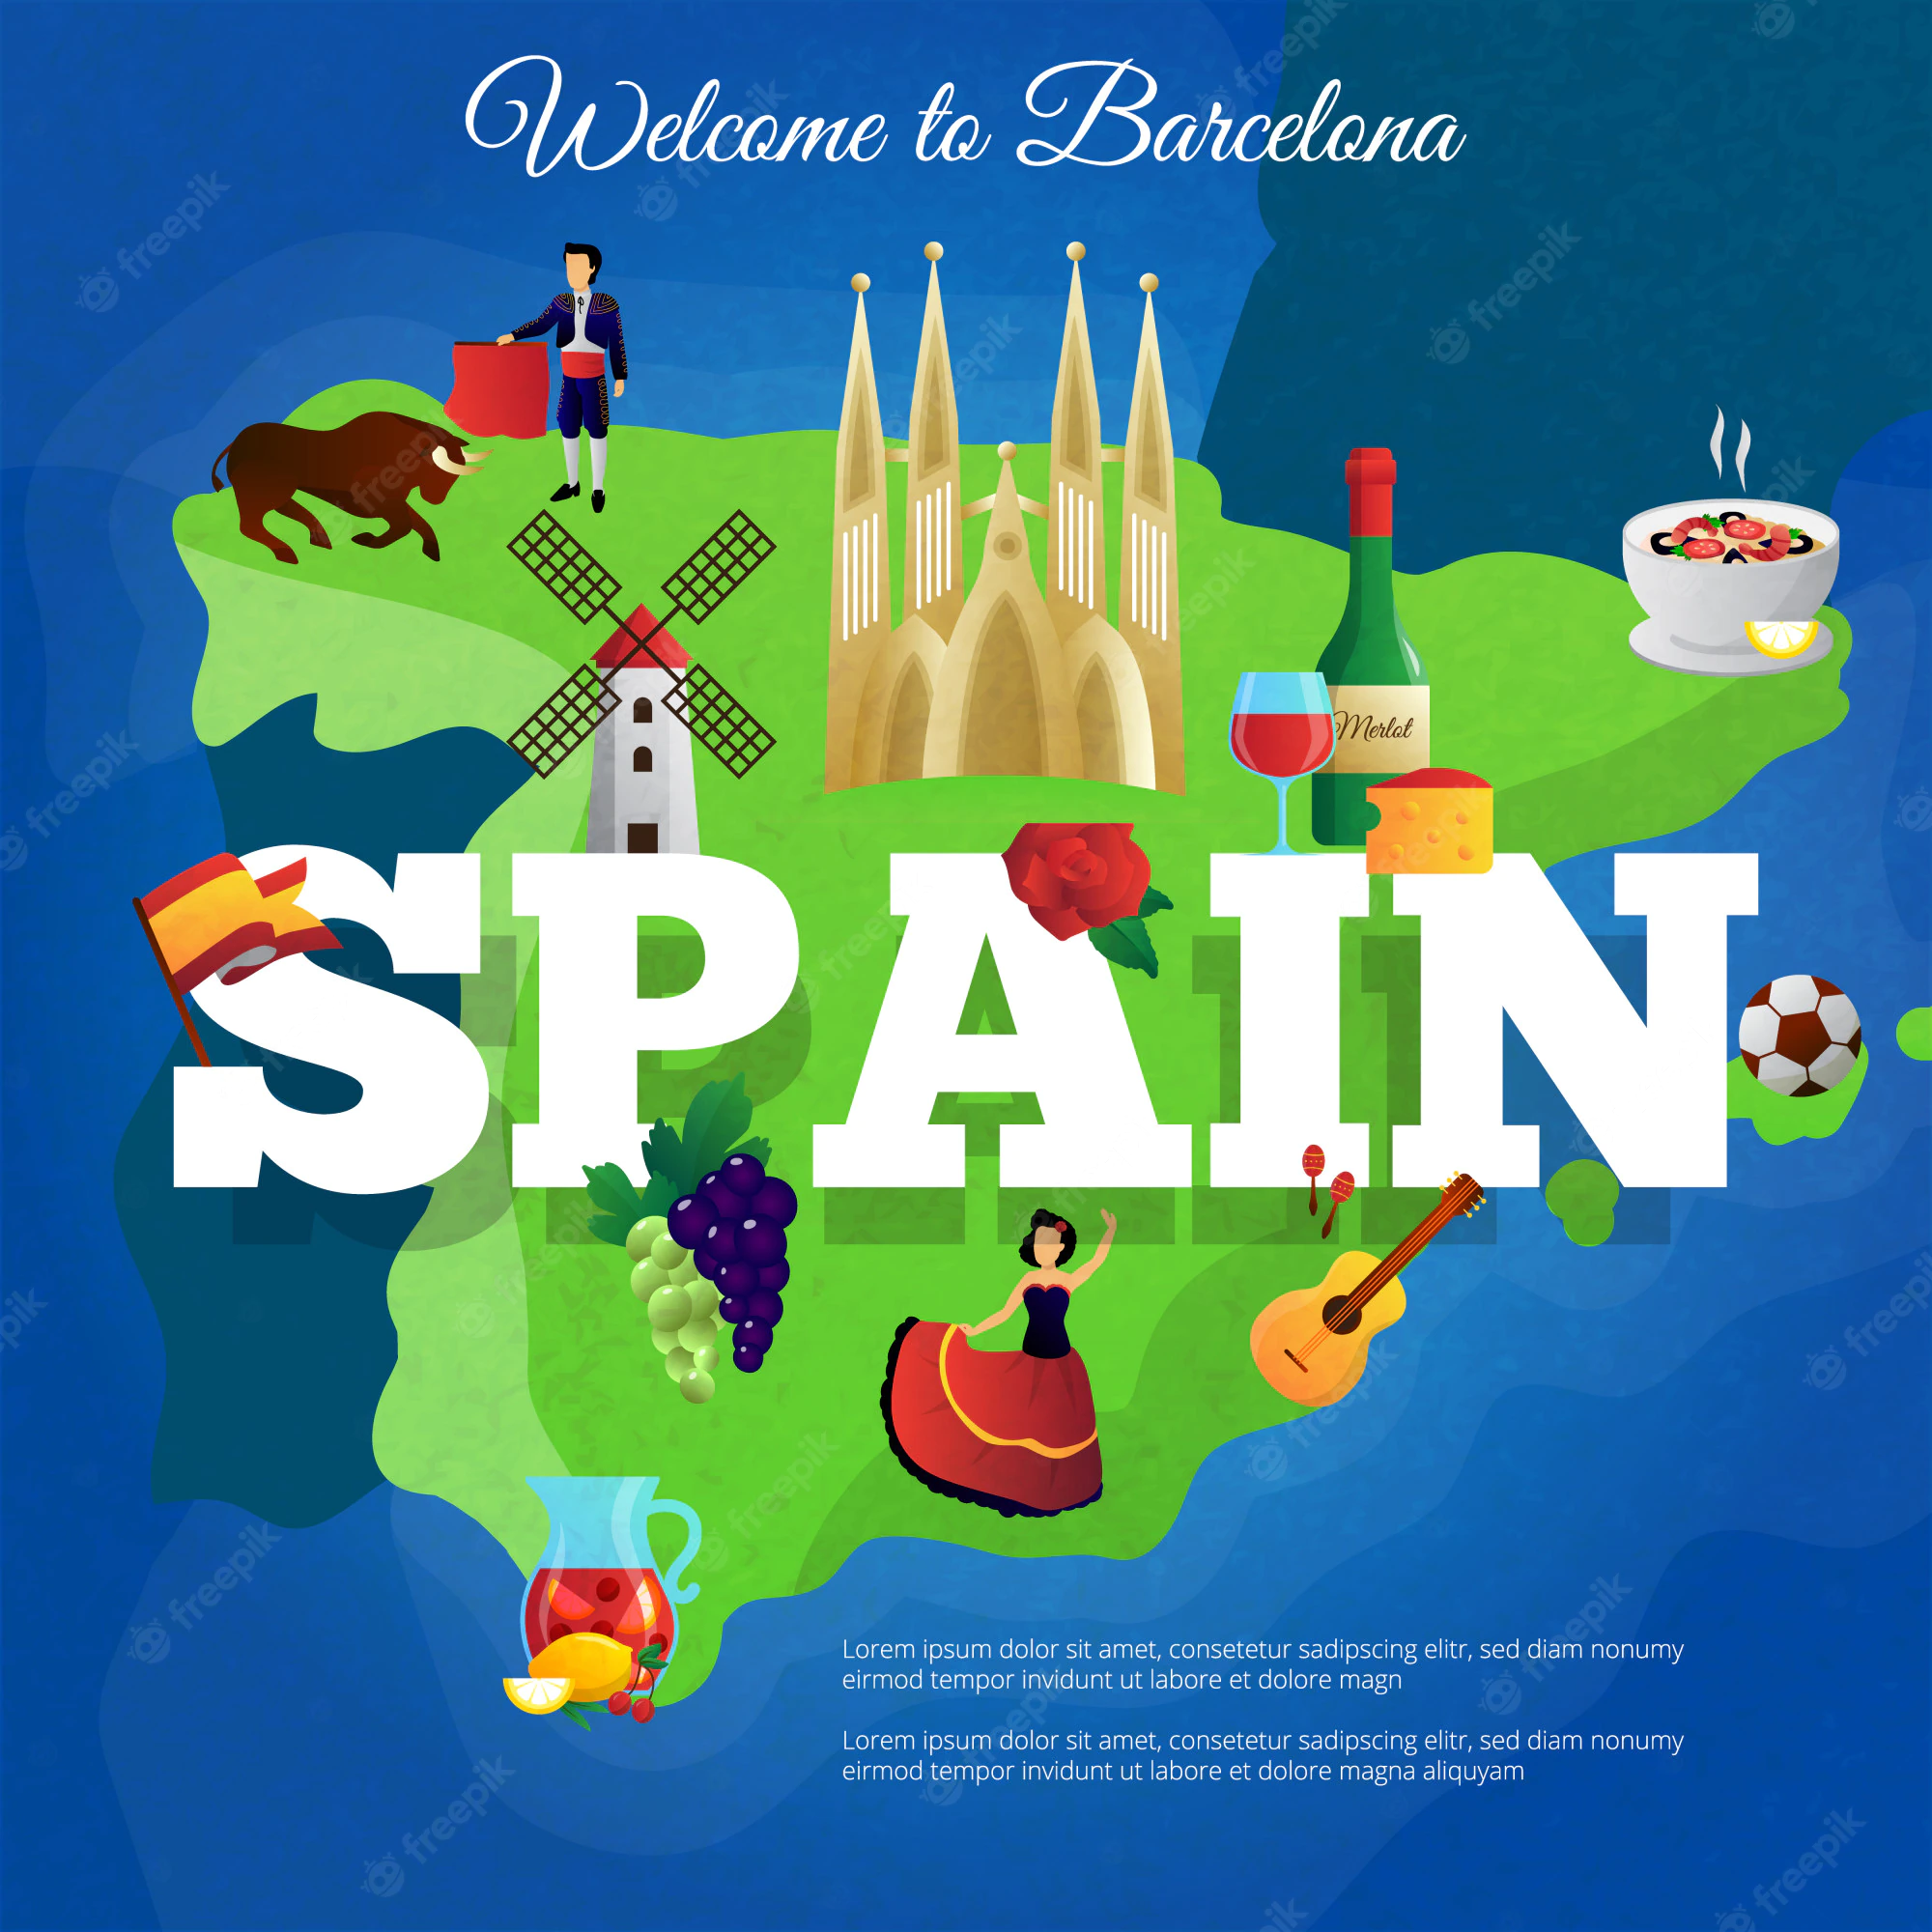 Welcome to Barcelona
Merlot
SPAIN
Lorem ipsum dolor sit amet, consetetur sadipscing elitr, sed diam nonumy
eirmod tempor invidunt ut labore et dolore magn
Lorem ipsum dolor sit amet, consetetur sadipscing elitr, sed diam nonumy
eirmod tempor invidunt ut labore et dolore magna aliquyam
freepik